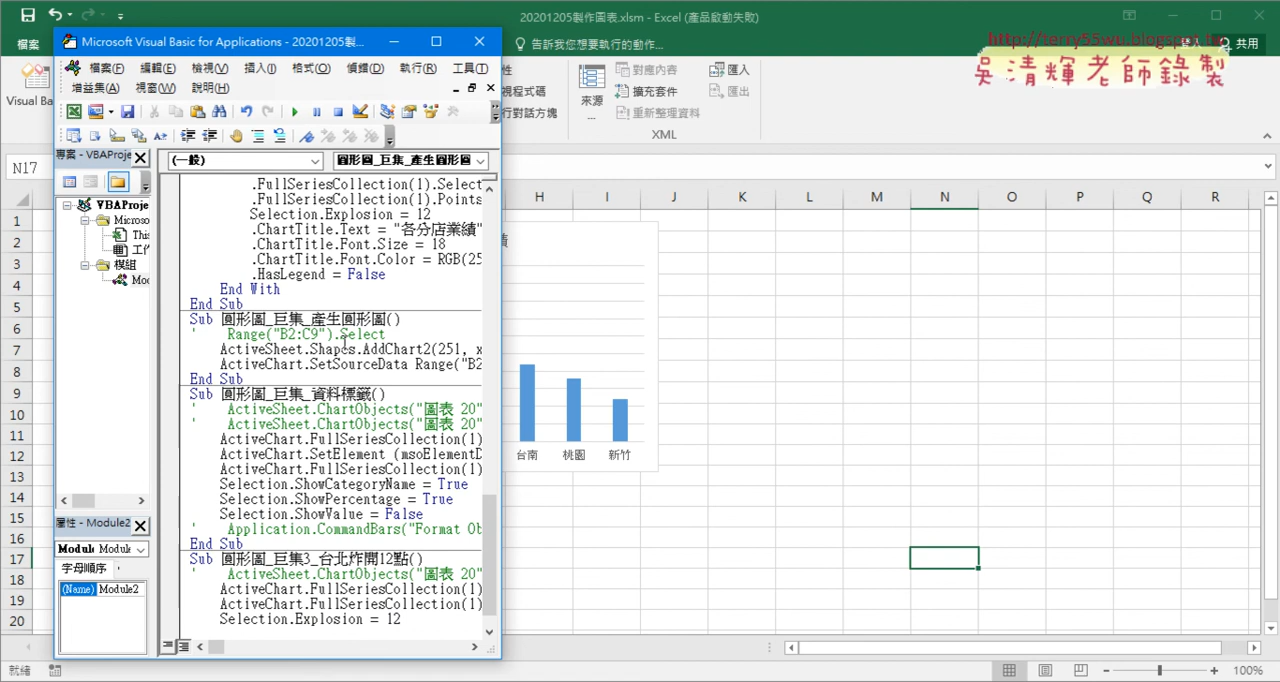 20201205製作圖表.xlsm - Excel (產品啟動失敗)
http://terry55wu.blogspot.tw
吳清輝老師錄製
檔案
告訴我您想要執行的動作...
共用
Microsoft Visual Basic for Applications - 20201205製...
檔案(F) 編輯(E) 檢視(V) 插入(I) 格式(O) 偵錯(D) 執行(R) 工具(T)
增益集(A) 視窗(W) 說明(H)
Visual Ba
性
視程式碼
行對話方塊
來源
...
對應內容
擴充套件
重新整理資料
匯入
匯出
XML
N17
專案 - VBAProje
(一般)
圓形圖_巨集_產生圓形圖
VBAProje
Microso
This
工作
模組
Mod
屬性 - Module2
Module Module
字母順序
(Name) Module2
.FullSeriesCollection(1).Select
.FullSeriesCollection(1).Points
Selection.Explosion = 12
.ChartTitle.Text = "各分店業績"
.ChartTitle.Font.Size = 18
.ChartTitle.Font.Color = RGB(25
.HasLegend = False
End With
End Sub
Sub 圓形圖_巨集_產生圓形圖()
' Range("B2:C9").Select
ActiveSheet.Shapes.AddChart2(251, x
ActiveChart.SetSourceData Range("B2
End Sub
Sub 圓形圖_巨集_資料標籤()
' ActiveSheet.ChartObjects("圖表 20"
' ActiveSheet.ChartObjects("圖表 20"
ActiveChart.FullSeriesCollection(1)
ActiveChart.SetElement (msoElementD
ActiveChart.FullSeriesCollection(1)
Selection.ShowCategoryName = True
Selection.ShowPercentage = True
Selection.ShowValue = False
' Application.CommandBars("Format Ob
End Sub
Sub 圓形圖_巨集3_台北炸開12點()
' ActiveSheet.ChartObjects("圖表 20"
ActiveChart.FullSeriesCollection(1)
ActiveChart.FullSeriesCollection(1)
Selection.Explosion = 12
H I J K L M N O P Q R
1
2
3
4
5
6
7
8
9
10
11
12
13
14
15
16
17
18
19
20
績
台南 桃園 新竹
就緒
100%